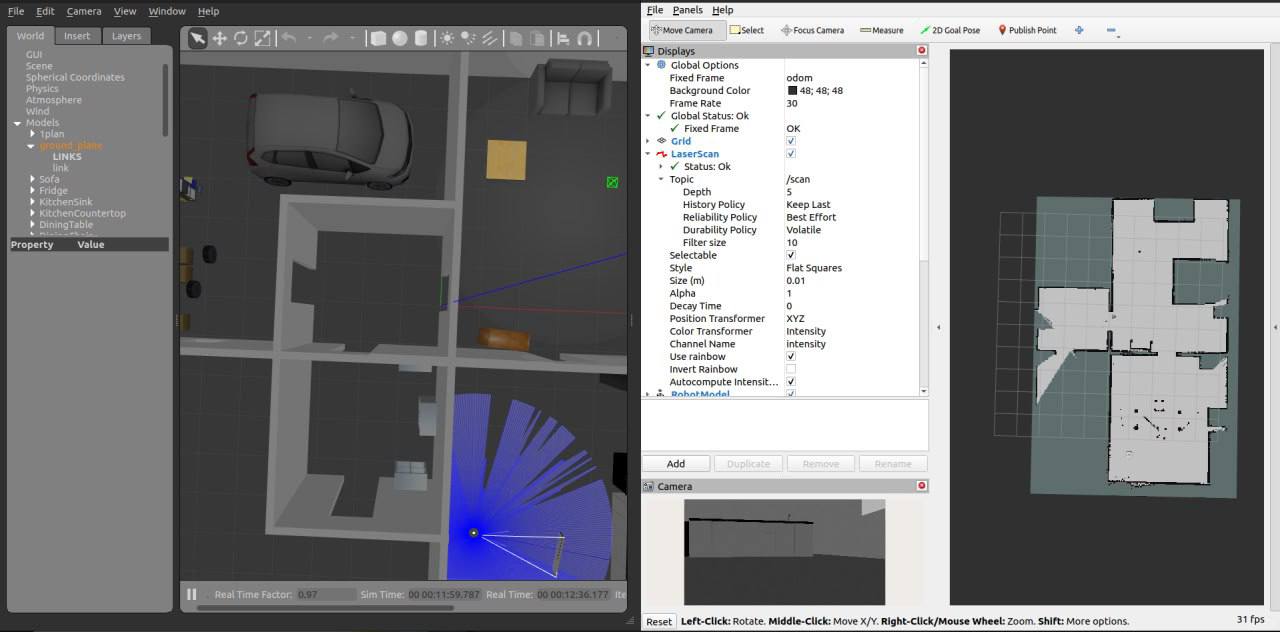 File Edit Camera View Window Help
World Insert Layers
GUI
Scene
Spherical Coordinates
Physics
Atmosphere
Wind
Models
1plan
ground_plane
LINKS
link
Sofa
Fridge
KitchenSink
KitchenCountertop
DiningTable
Property Value
Real Time Factor: 0.97 Sim Time: 00 00:11:59.787 Real Time: 00 00:12:36.177 Ite
File Panels Help
Move Camera Select Focus Camera Measure 2D Goal Pose Publish Point
Displays
Global Options
Fixed Frame odom
Background Color 48; 48; 48
Frame Rate 30
Global Status: Ok
Fixed Frame OK
Grid
LaserScan
Status: Ok
Topic /scan
Depth 5
History Policy Keep Last
Reliability Policy Best Effort
Durability Policy Volatile
Filter size 10
Selectable
Style Flat Squares
Size (m) 0.01
Alpha 1
Decay Time 0
Position Transformer XYZ
Color Transformer Intensity
Channel Name intensity
Use rainbow
Invert Rainbow
Autocompute Intensit...
RobotModel
Add Duplicate Remove Rename
Camera
Reset Left-Click: Rotate. Middle-Click: Move X/Y. Right-Click/Mouse Wheel: Zoom. Shift: More options. 31 fps